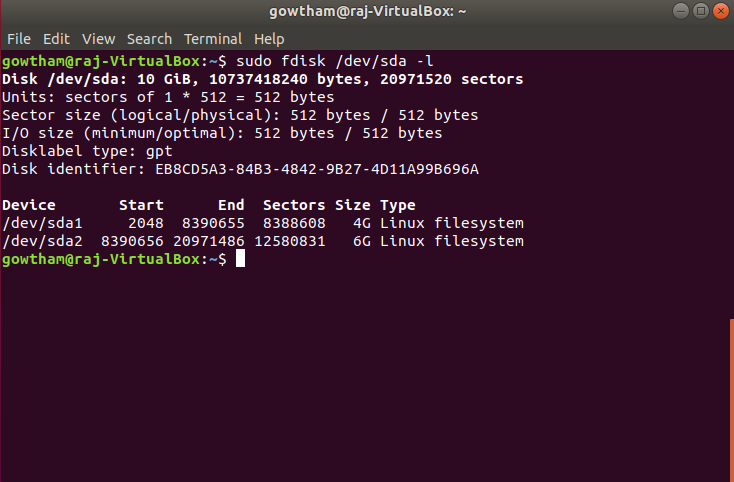 gowtham@raj-VirtualBox: ~
File Edit View Search Terminal Help
gowtham@raj-VirtualBox:~$ sudo fdisk /dev/sda -l
Disk /dev/sda: 10 GiB, 10737418240 bytes, 20971520 sectors
Units: sectors of 1 * 512 = 512 bytes
Sector size (logical/physical): 512 bytes / 512 bytes
I/O size (minimum/optimal): 512 bytes / 512 bytes
Disklabel type: gpt
Disk identifier: EB8CD5A3-84B3-4842-9B27-4D11A99B696A
Device       Start      End  Sectors Size Type
/dev/sda1     2048  8390655  8388608   4G Linux filesystem
/dev/sda2  8390656 20971486 12580831   6G Linux filesystem
gowtham@raj-VirtualBox:~$